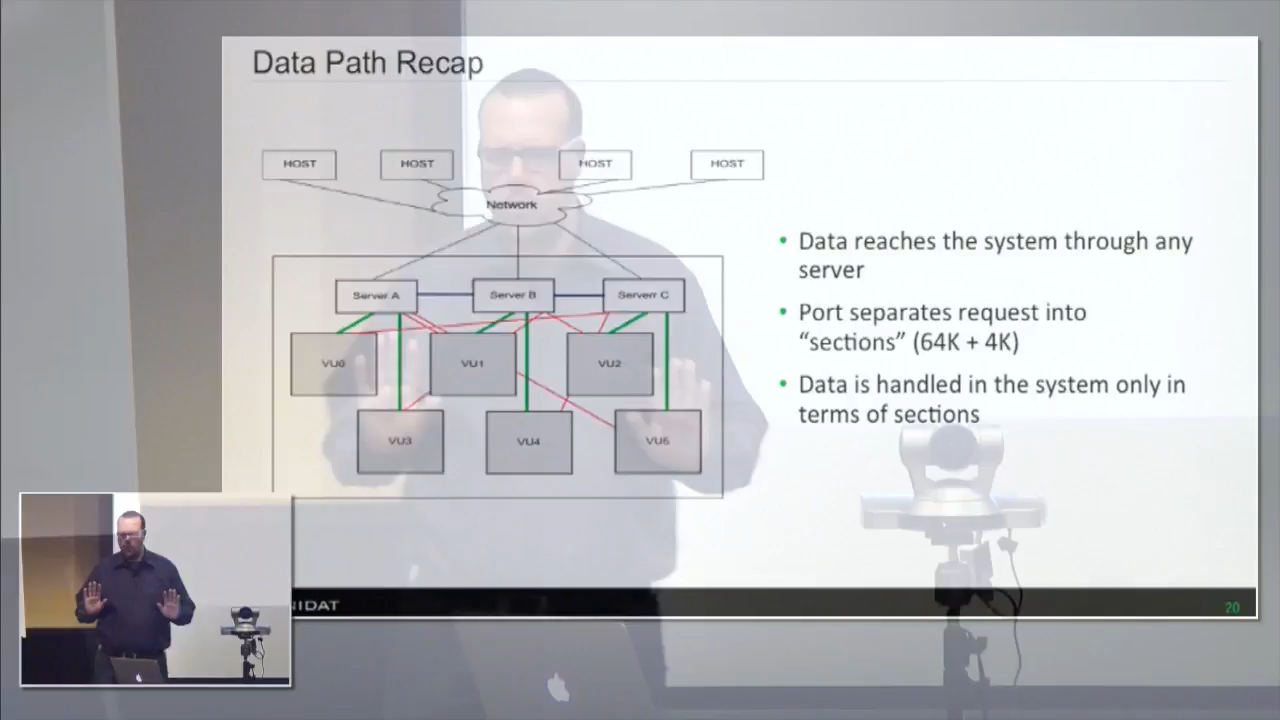 Data Path Recap
HOST
HOST
HOST
HOST
Network
Server A
Server B
Serverr C
VU0
VU1
VU2
VU3
VU4
VU5
• Data reaches the system through any
server
• Port separates request into
“sections” (64K + 4K)
• Data is handled in the system only in
terms of sections
NIDAT
20